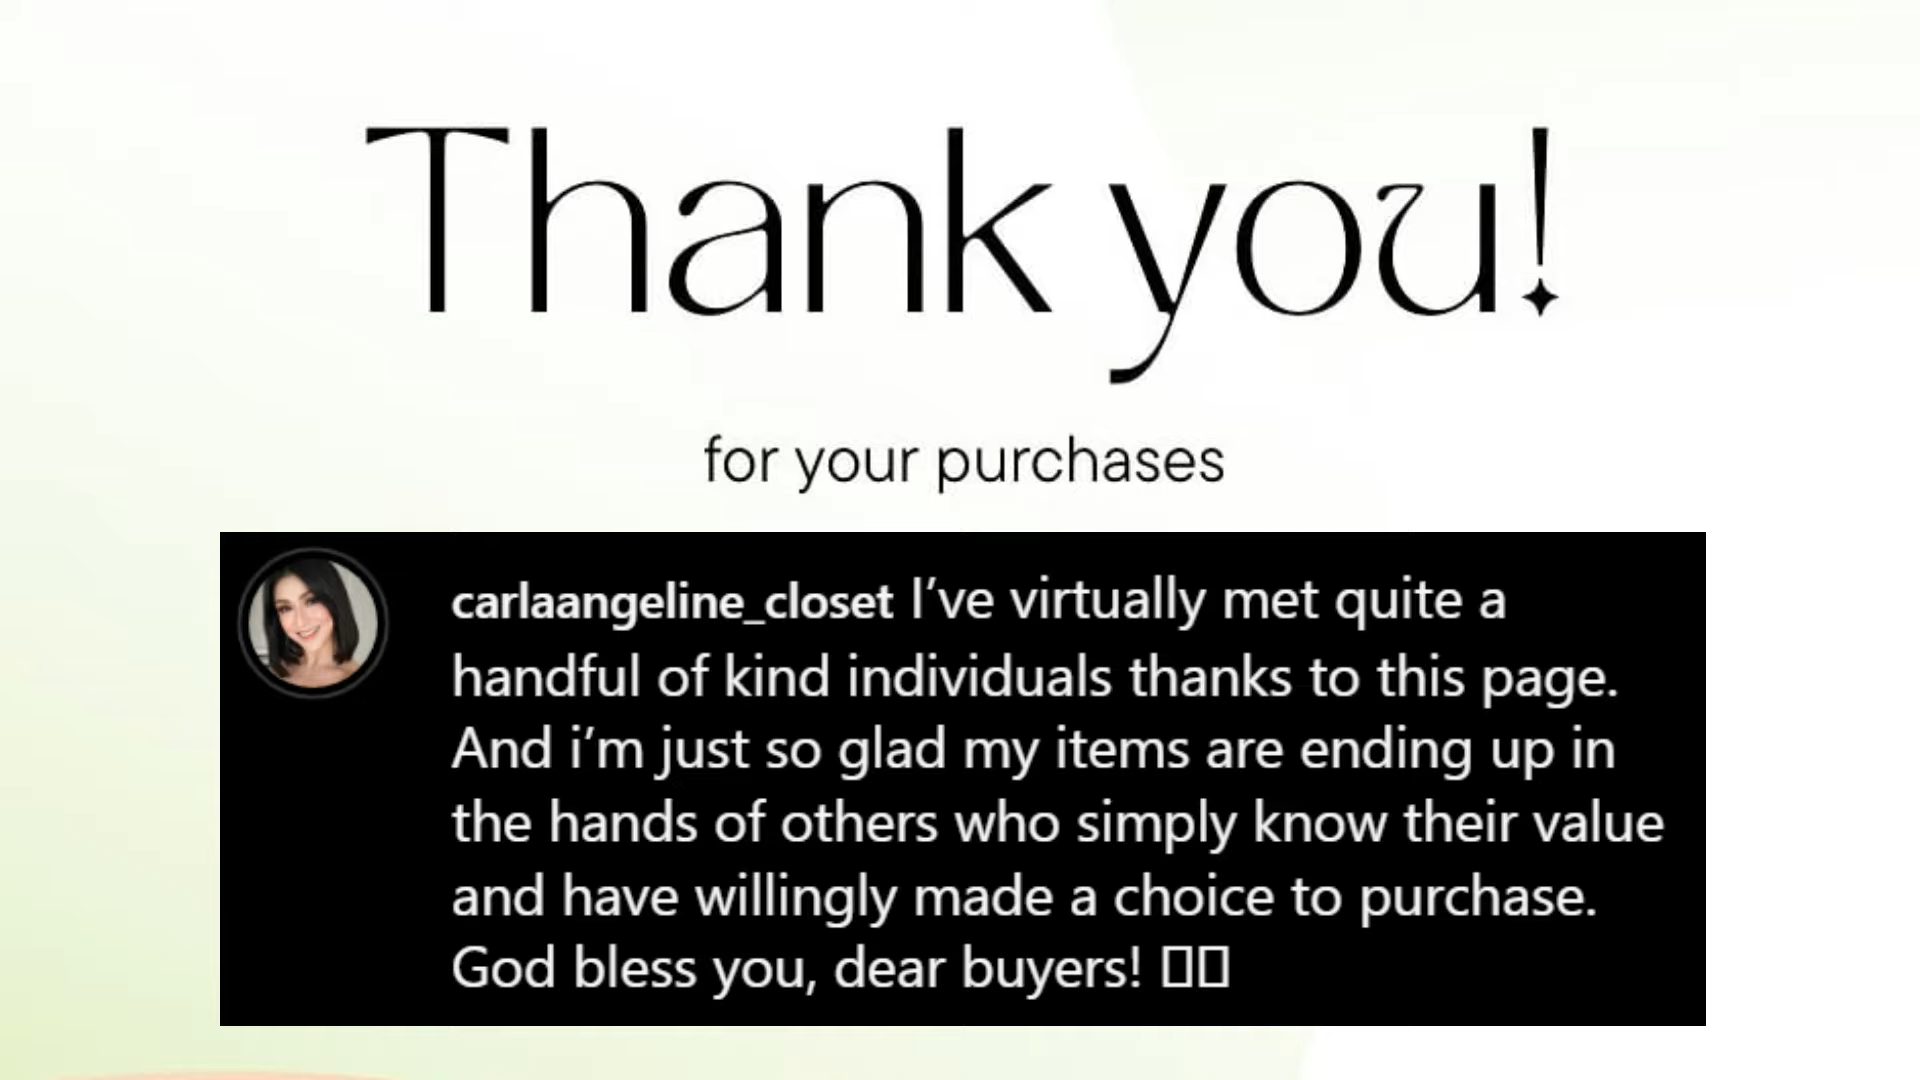 Thank you!
for your purchases
carlaangeline_closet I’ve virtually met quite a
handful of kind individuals thanks to this page.
And i’m just so glad my items are ending up in
the hands of others who simply know their value
and have willingly made a choice to purchase.
God bless you, dear buyers!